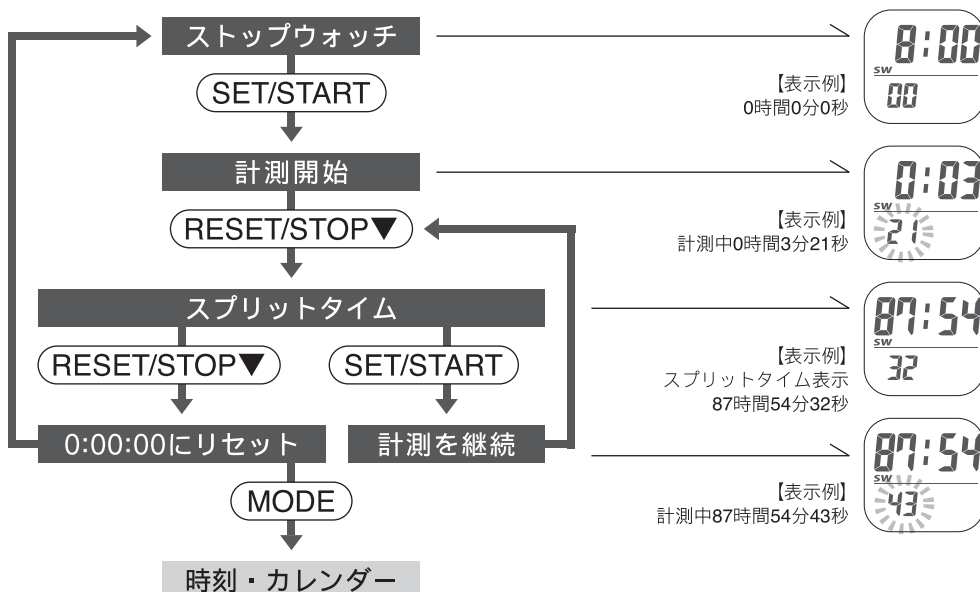 ストップウォッチ
SET/START
計測開始
RESET/STOP▼
スプリットタイム
RESET/STOP▼
SET/START
0:00:00にリセット
計測を継続
MODE
時刻・カレンダー
8:00
SW
00
【表示例】
0時間0分0秒
0:03
SW
21
【表示例】
計測中0時間3分21秒
87:54
SW
32
【表示例】
スプリットタイム表示
87時間54分32秒
87:54
SW
43
【表示例】
計測中87時間54分43秒